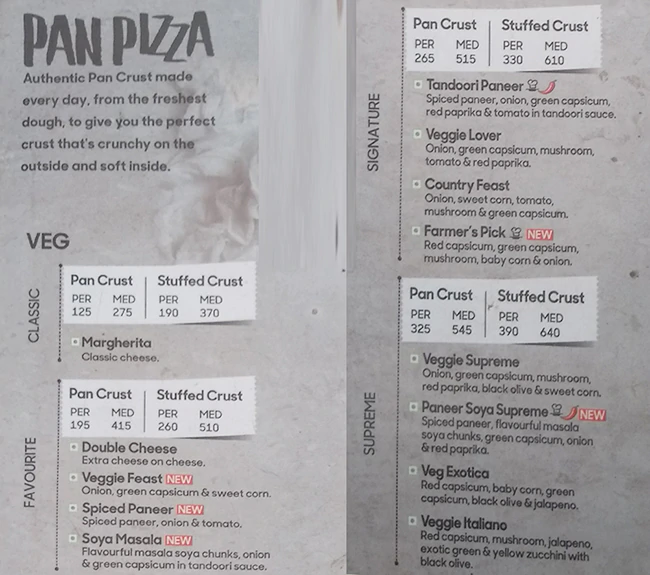 PAN PIZZA
Authentic Pan Crust made
every day, from the freshest
dough, to give you the perfect
crust that's crunchy on the
outside and soft inside.
VEG
CLASSIC
Pan Crust Stuffed Crust
PER MED PER MED
125 275 190 370
Margherita
Classic cheese.
FAVOURITE
Pan Crust Stuffed Crust
PER MED PER MED
195 415 260 510
Double Cheese
Extra cheese on cheese.
Veggie Feast NEW
Onion, green capsicum & sweet corn.
Spiced Paneer NEW
Spiced paneer, onion & tomato.
Soya Masala NEW
Flavourful masala soya chunks, onion
& green capsicum in tandoori sauce.
SIGNATURE
Pan Crust Stuffed Crust
PER MED PER MED
265 515 330 610
Tandoori Paneer
Spiced paneer, onion, green capsicum,
red paprika & tomato in tandoori sauce.
Veggie Lover
Onion, green capsicum, mushroom,
tomato & red paprika.
Country Feast
Onion, sweet corn, tomato,
mushroom & green capsicum.
Farmer's Pick NEW
Red capsicum, green capsicum,
mushroom, baby corn & onion.
SUPREME
Pan Crust Stuffed Crust
PER MED PER MED
325 545 390 640
Veggie Supreme
Onion, green capsicum, mushroom,
red paprika, black olive & sweet corn.
Paneer Soya Supreme NEW
Spiced paneer, flavourful masala
soya chunks, green capsicum, onion
& red paprika.
Veg Exotica
Red capsicum, baby corn, green
capsicum, black olive & jalapeno.
Veggie Italiano
Red capsicum, mushroom, jalapeno,
exotic green & yellow zucchini with
black olive.